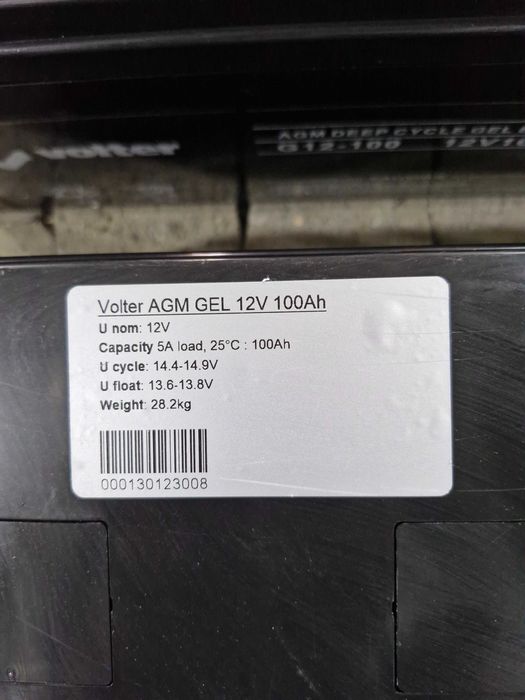 volter
AGM DEEP CYCLE GEL
G12-100 12V10
Volter AGM GEL 12V 100Ah
U nom: 12V
Capacity 5A load, 25°C : 100Ah
U cycle: 14.4-14.9V
U float: 13.6-13.8V
Weight: 28.2kg
000130123008